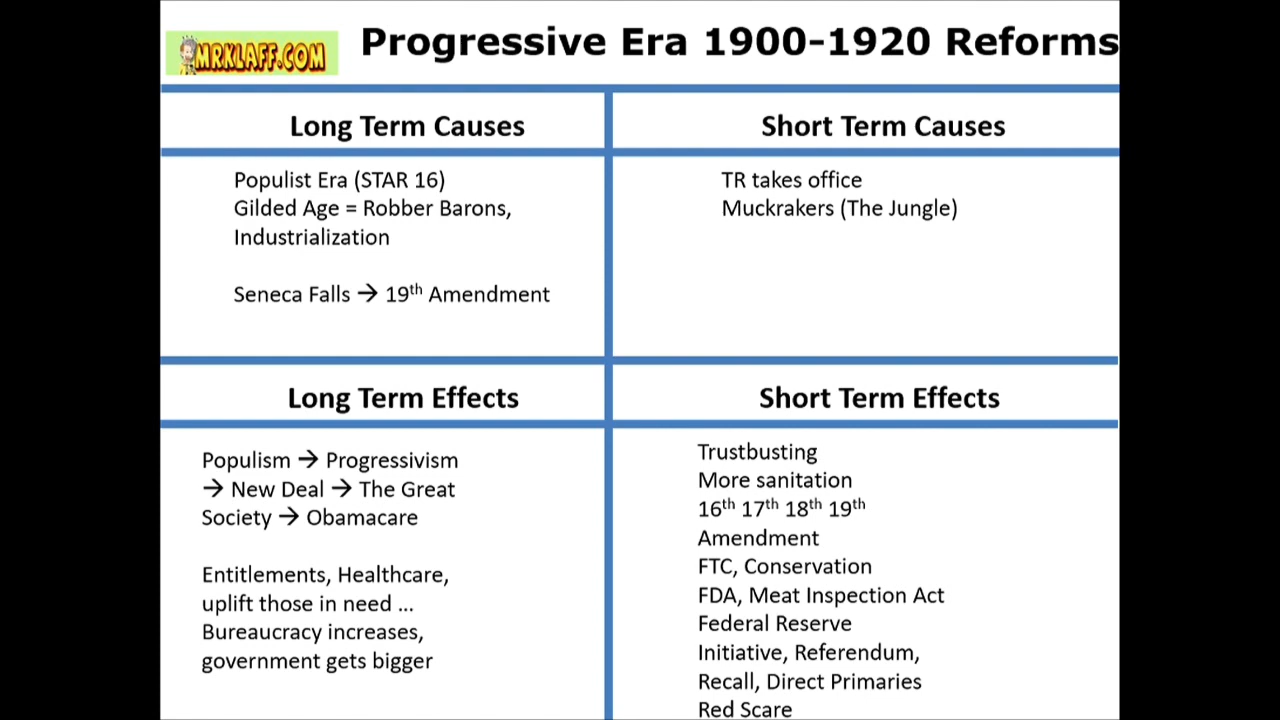 MRKLAFF.COM
Progressive Era 1900-1920 Reforms
Long Term Causes
Populist Era (STAR 16)
Gilded Age = Robber Barons,
Industrialization
Seneca Falls → 19th Amendment
Short Term Causes
TR takes office
Muckrakers (The Jungle)
Long Term Effects
Populism → Progressivism
→ New Deal → The Great
Society → Obamacare
Entitlements, Healthcare,
uplift those in need ...
Bureaucracy increases,
government gets bigger
Short Term Effects
Trustbusting
More sanitation
16th 17th 18th 19th
Amendment
FTC, Conservation
FDA, Meat Inspection Act
Federal Reserve
Initiative, Referendum,
Recall, Direct Primaries
Red Scare